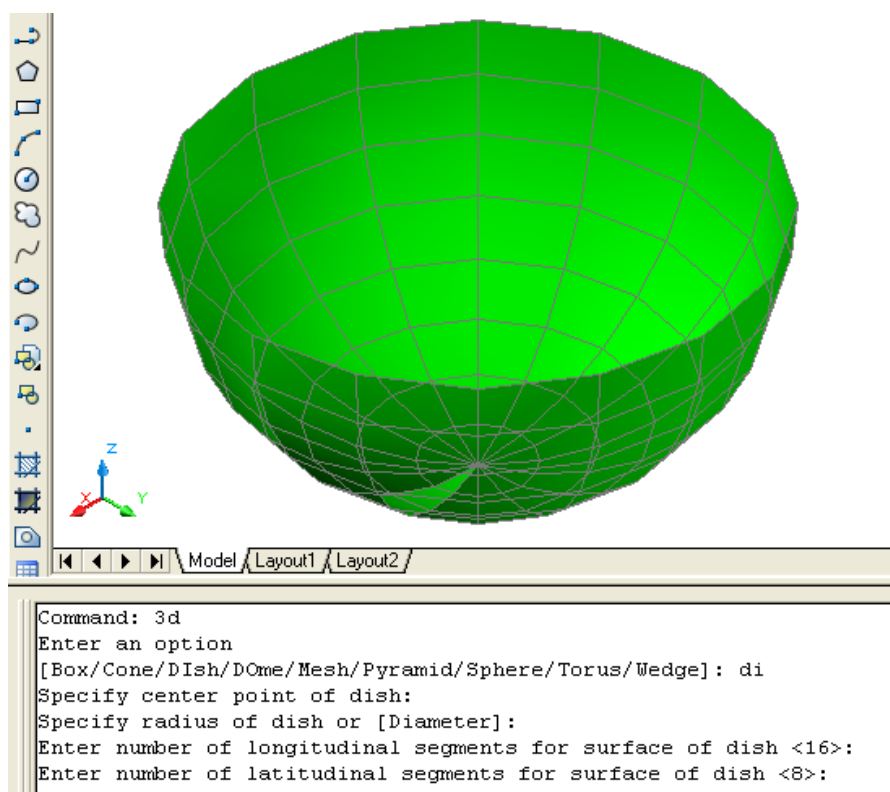 Z
X
Y
Model
Layout1
Layout2
Command: 3d
Enter an option
[Box/Cone/DIsh/DOme/Mesh/Pyramid/Sphere/Torus/Wedge]: di
Specify center point of dish:
Specify radius of dish or [Diameter]:
Enter number of longitudinal segments for surface of dish <16>:
Enter number of latitudinal segments for surface of dish <8>: